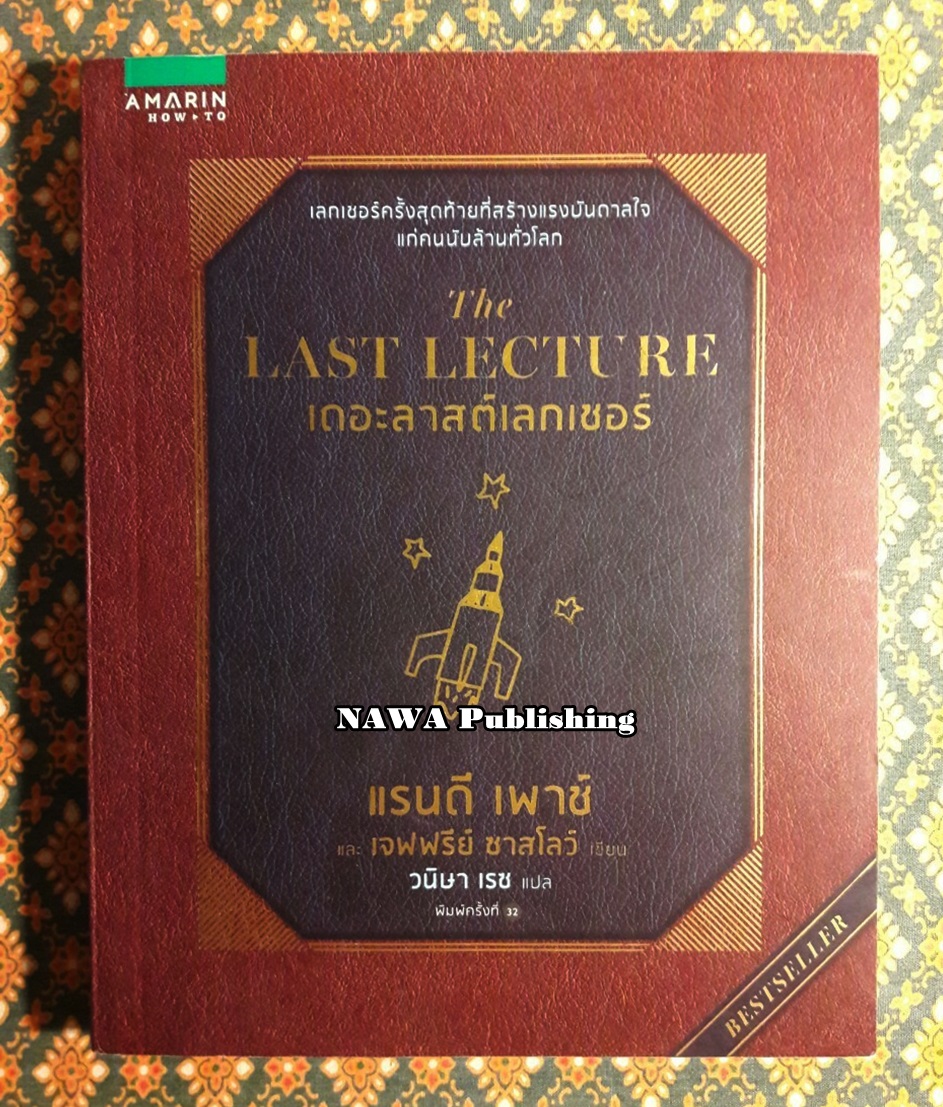 AMARIN
HOW▸TO
เลกเชอร์ครั้งสุดท้ายที่สร้างแรงบันดาลใจ
แก่คนนับล้านทั่วโลก
The
LAST LECTURE
เดอะลาสต์เลกเชอร์
NAWA Publishing
แรนดี เพาช์
และ เจฟฟรีย์ ซาสโลว์ เขียน
วนิษา เรซ แปล
พิมพ์ครั้งที่ 32
BESTSELLER